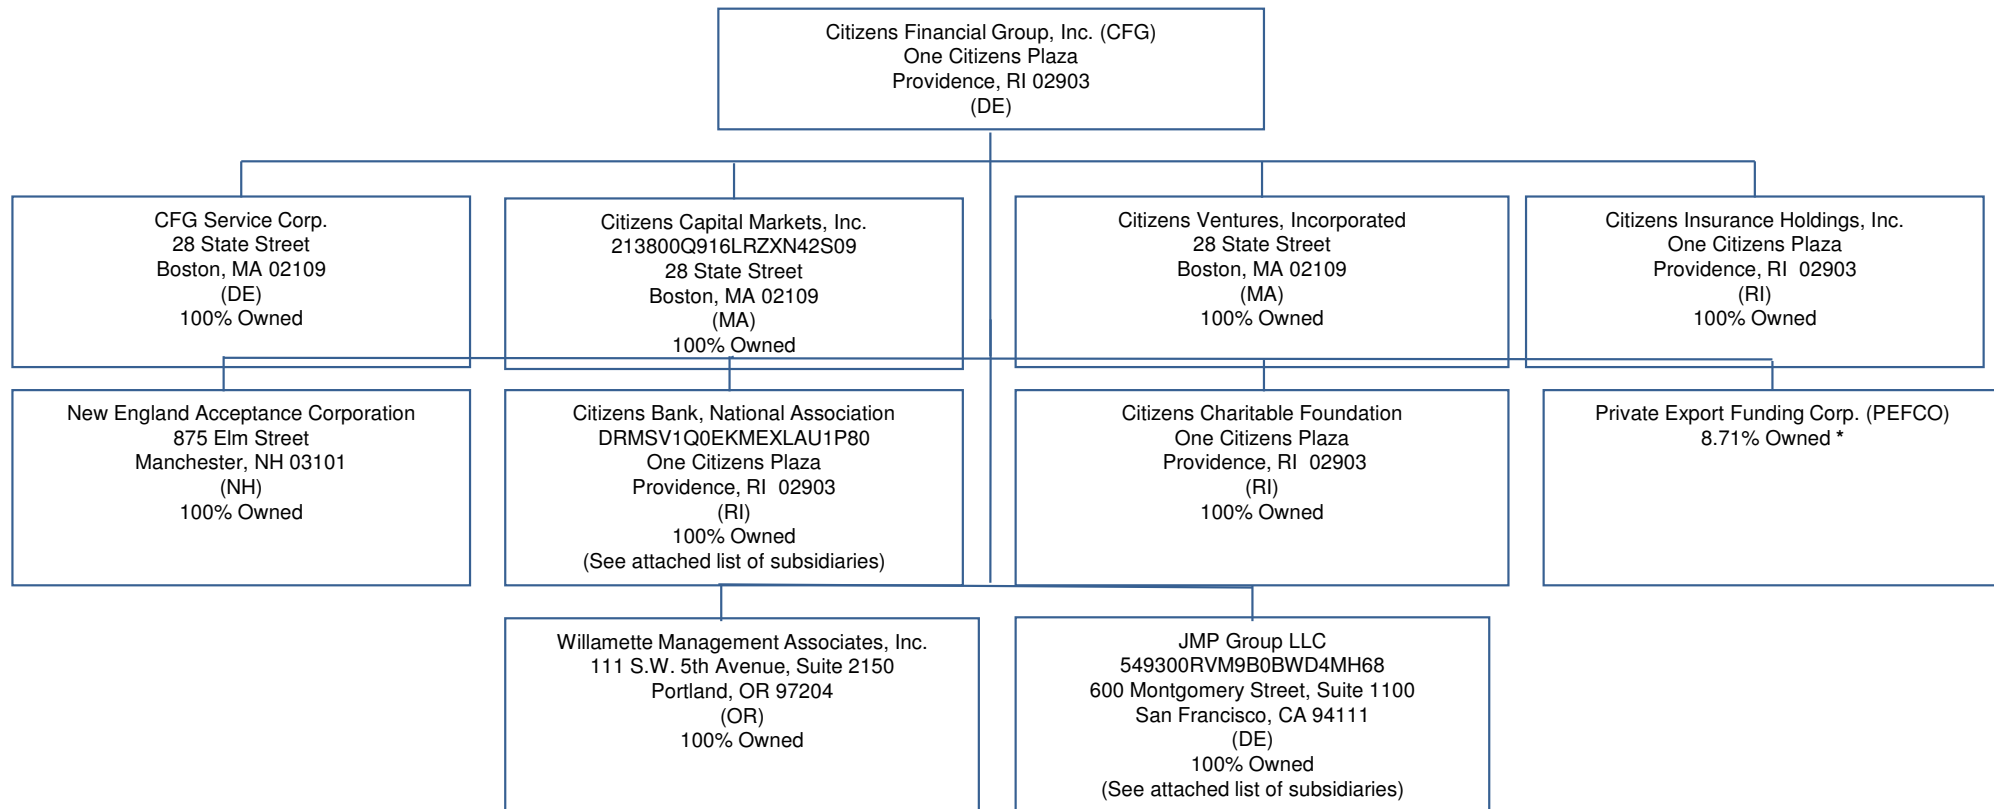 Citizens Financial Group, Inc. (CFG)
One Citizens Plaza
Providence, RI 02903
(DE)
CFG Service Corp.
28 State Street
Boston, MA 02109
(DE)
100% Owned
Citizens Capital Markets, Inc.
213800Q916LRZXN42S09
28 State Street
Boston, MA 02109
(MA)
100% Owned
Citizens Ventures, Incorporated
28 State Street
Boston, MA 02109
(MA)
100% Owned
Citizens Insurance Holdings, Inc.
One Citizens Plaza
Providence, RI 02903
(RI)
100% Owned
New England Acceptance Corporation
875 Elm Street
Manchester, NH 03101
(NH)
100% Owned
Citizens Bank, National Association
DRMSV1Q0EKMEXLAU1P80
One Citizens Plaza
Providence, RI 02903
(RI)
100% Owned
(See attached list of subsidiaries)
Citizens Charitable Foundation
One Citizens Plaza
Providence, RI 02903
(RI)
100% Owned
Private Export Funding Corp. (PEFCO)
8.71% Owned *
Willamette Management Associates, Inc.
111 S.W. 5th Avenue, Suite 2150
Portland, OR 97204
(OR)
100% Owned
JMP Group LLC
549300RVM9B0BWD4MH68
600 Montgomery Street, Suite 1100
San Francisco, CA 94111
(DE)
100% Owned
(See attached list of subsidiaries)